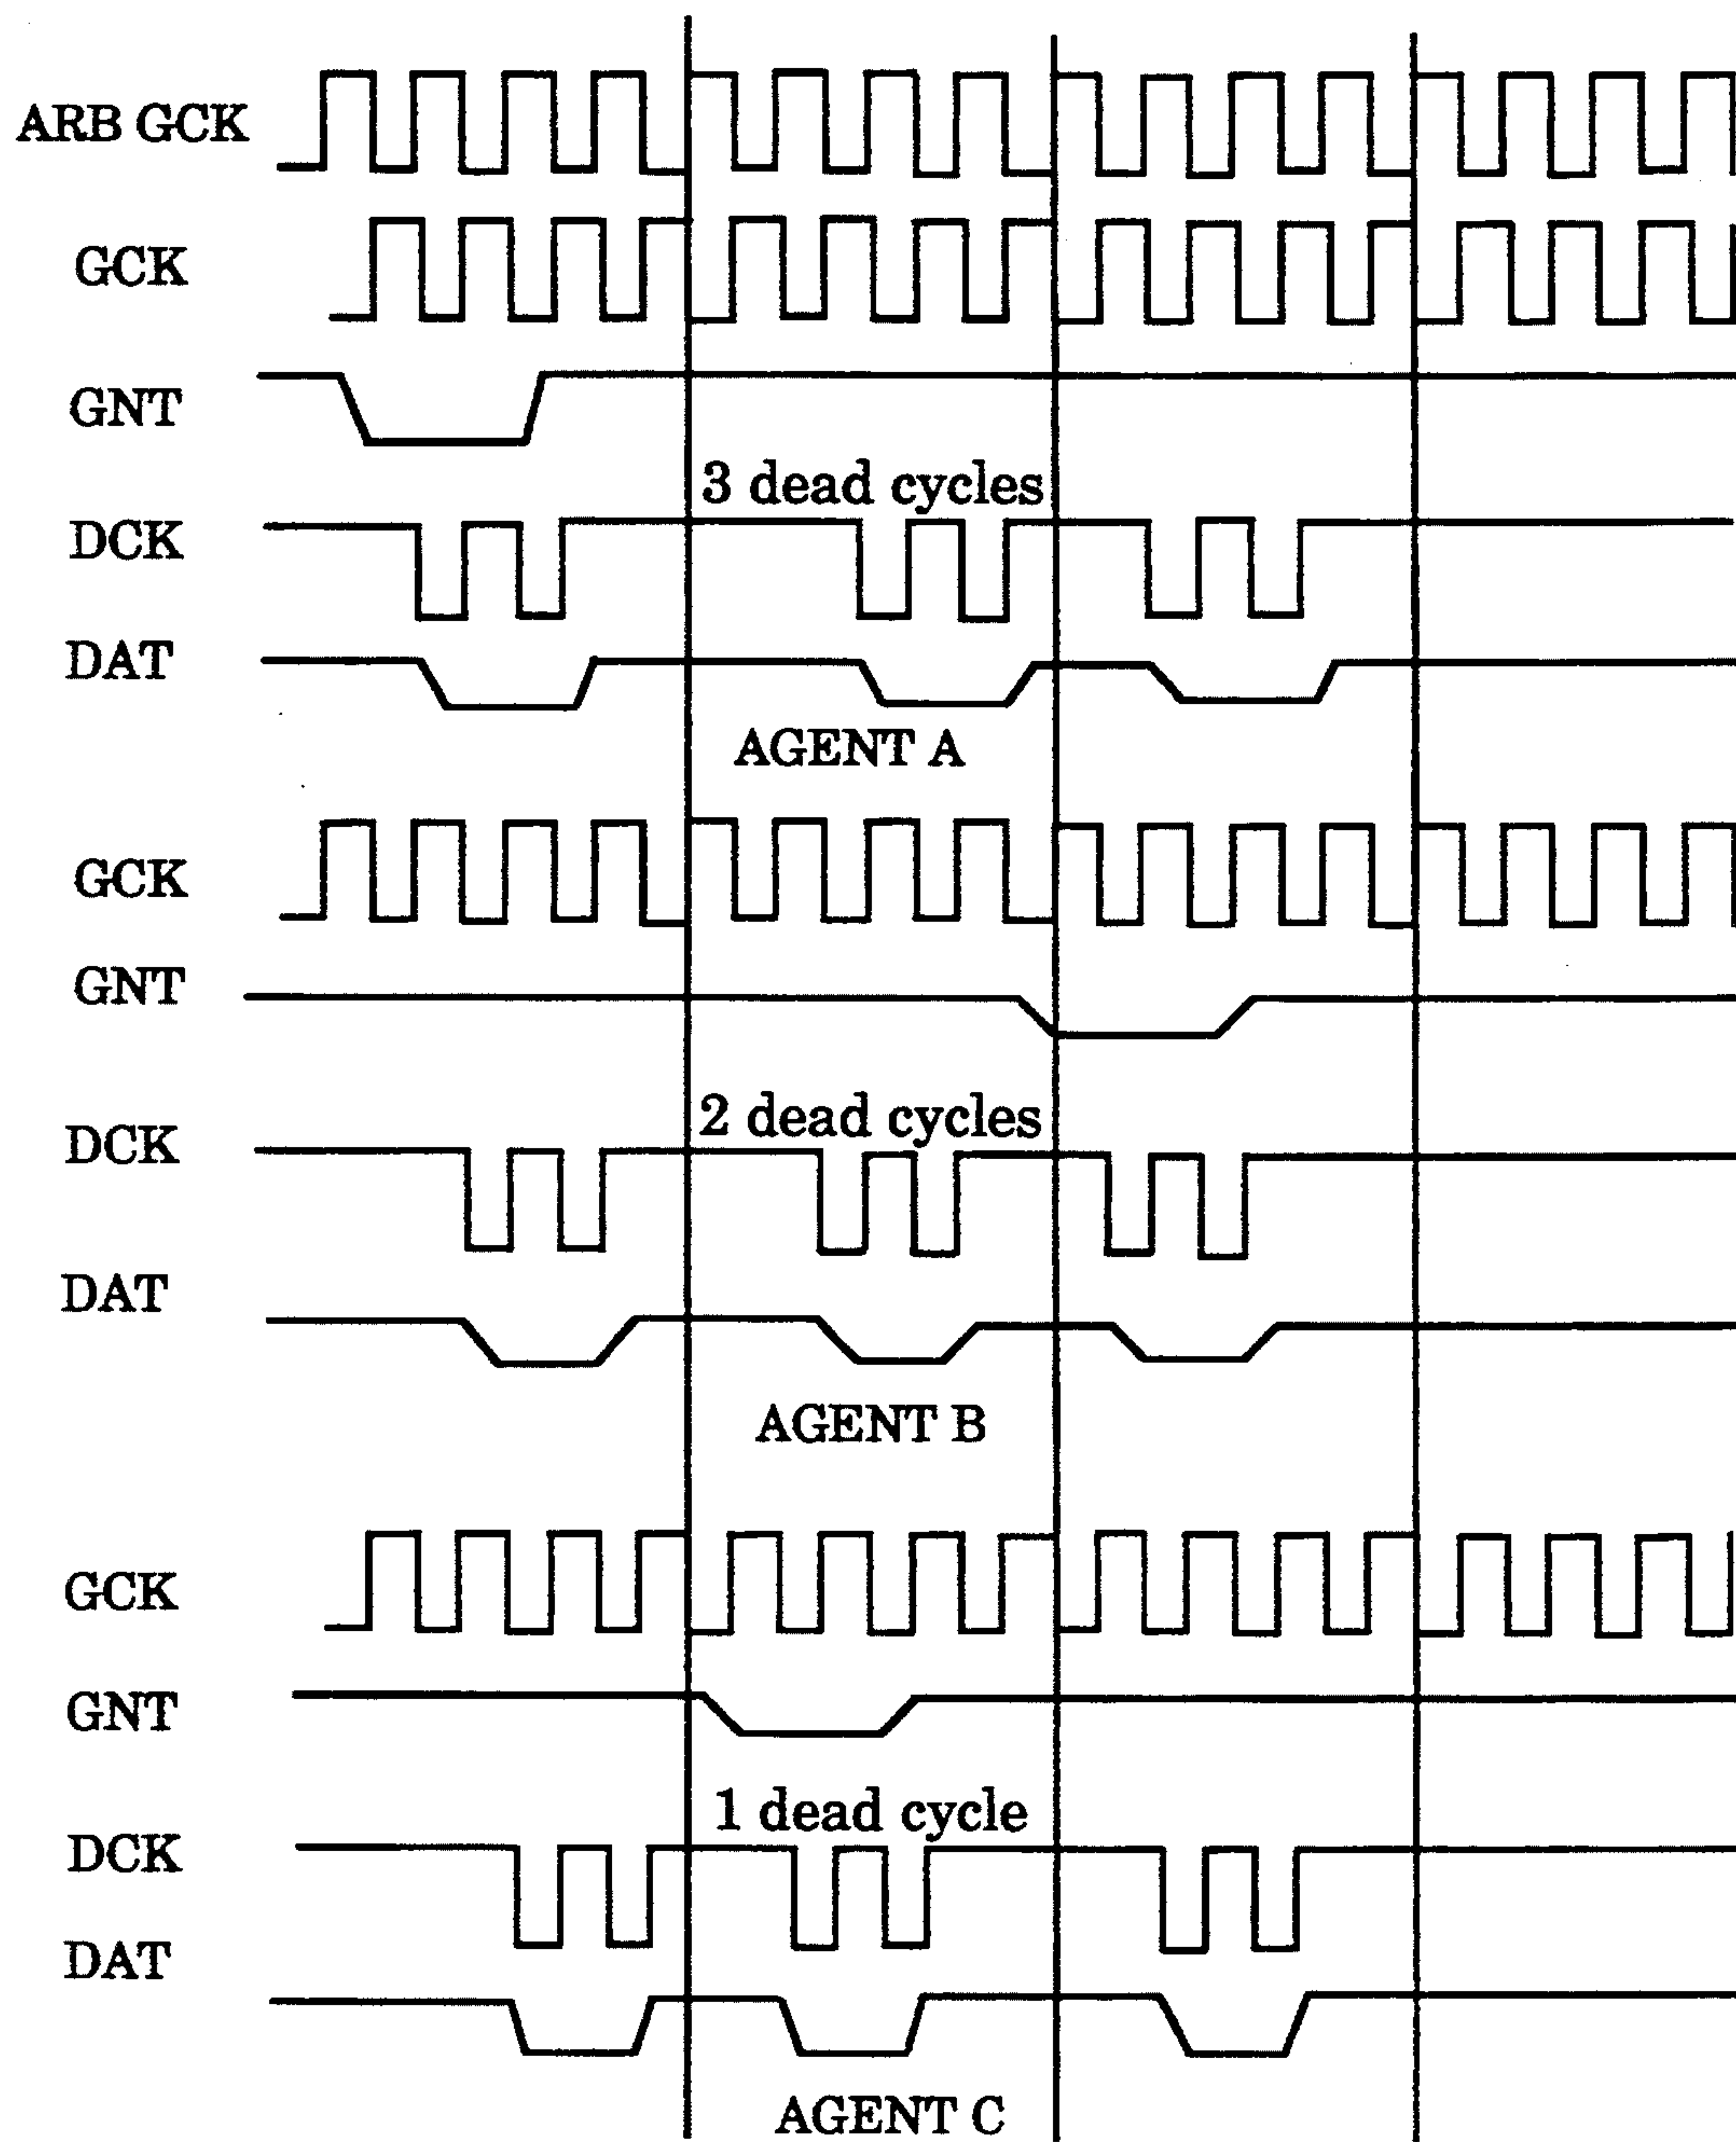 ARB GCK
GCK
GNT
3 dead cycles
DCK
DAT
AGENT A
GCK
GNT
2 dead cycles
DCK
DAT
AGENT B
GCK
GNT
1 dead cycle
DCK
DAT
AGENT C